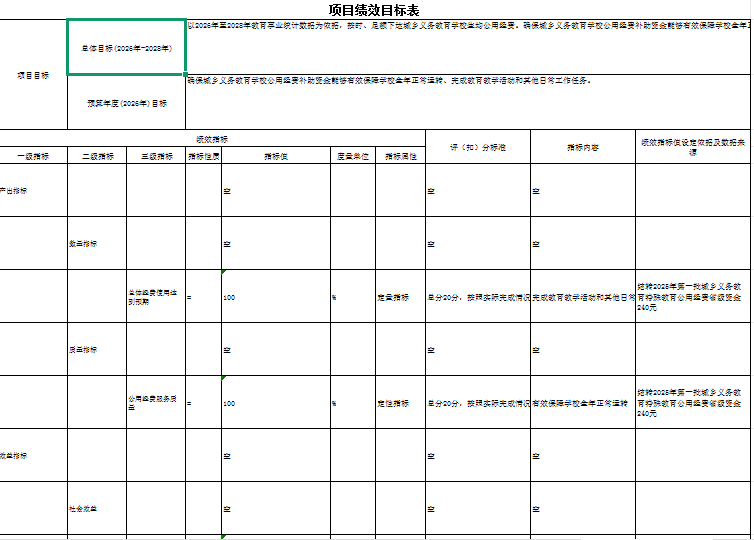 项目绩效目标表
项目目标
总体目标(2026年-2028年)
以2026年至2028年教育事业统计数据为依据，按时、足额下达城乡义务教育学校生均公用经费。确保城乡义务教育学校公用经费补助资金能够有效保障学校全年正
预算年度(2026年)目标
确保城乡义务教育学校公用经费补助资金能够有效保障学校全年正常运转、完成教育教学活动和其他日常工作任务。
绩效指标
评（扣）分标准
指标内容
绩效指标值设定依据及数据来
源
一级指标
二级指标
三级指标
指标性质
指标值
度量单位
指标属性
产出指标
空
空
空
数量指标
空
空
空
总体经费使用达
到预期
=
100
%
定量指标
总分20分，按照实际完成情况
完成教育教学活动和其他日常
结转2025年第一批城乡义务教
育特殊教育公用经费省级资金
240元
质量指标
空
空
空
公用经费服务质
量
=
100
%
定性指标
总分20分，按照实际完成情况
有效保障学校全年正常运转
结转2025年第一批城乡义务教
育特殊教育公用经费省级资金
240元
效益指标
空
空
空
社会效益
空
空
空